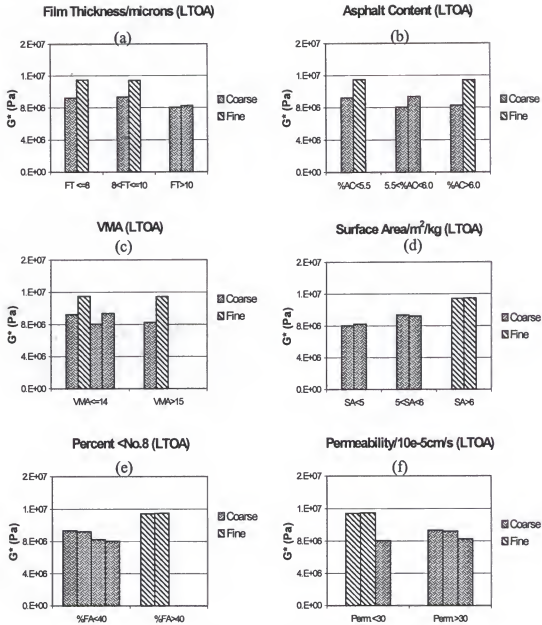 Film Thickness/microns (LTOA)
(a)
2.E+07
1.E+07
8.E+06
4.E+06
0.E+00
G* (Pa)
FT <=8
8<FT<=10
FT>10
Coarse
Fine
Asphalt Content (LTOA)
(b)
2.E+07
1.E+07
8.E+06
4.E+06
0.E+00
G* (Pa)
%AC<5.5
5.5<%AC<6.0
%AC>6.0
Coarse
Fine
VMA (LTOA)
(c)
2.E+07
1.E+07
8.E+06
4.E+06
0.E+00
G* (Pa)
VMA<=14
VMA>15
Coarse
Fine
Surface Area/m²/kg (LTOA)
(d)
2.E+07
1.E+07
8.E+06
4.E+06
0.E+00
G* (Pa)
SA<5
5<SA<6
SA>6
Coarse
Fine
Percent <No.8 (LTOA)
(e)
2.E+07
1.E+07
8.E+06
4.E+06
0.E+00
G* (Pa)
%FA<40
%FA>40
Coarse
Fine
Permeability/10e-5cm/s (LTOA)
(f)
2.E+07
1.E+07
8.E+06
4.E+06
0.E+00
G* (Pa)
Perm.<30
Perm.>30
Coarse
Fine